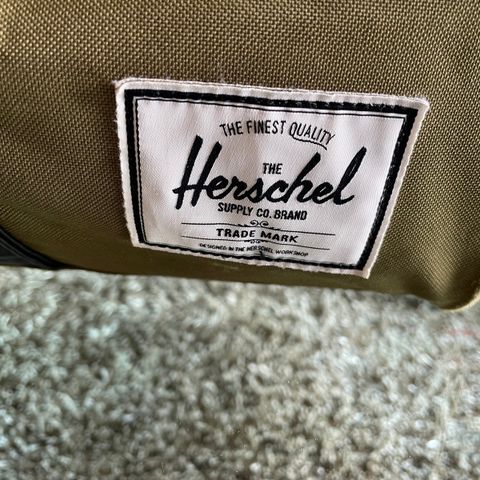 THE FINEST QUALITY
THE
Herschel
SUPPLY CO. BRAND
TRADE MARK
DESIGNED IN THE HERSCHEL WORKSHOP